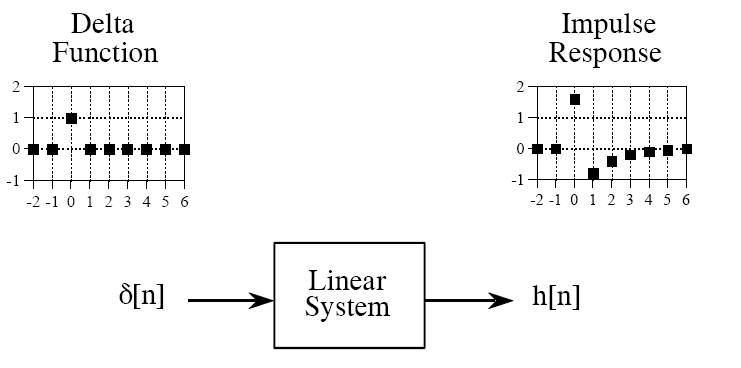 Delta
Function
2
1
0
-1
-2 -1 0 1 2 3 4 5 6
Impulse
Response
2
1
0
-1
-2 -1 0 1 2 3 4 5 6
δ[n]
Linear
System
h[n]